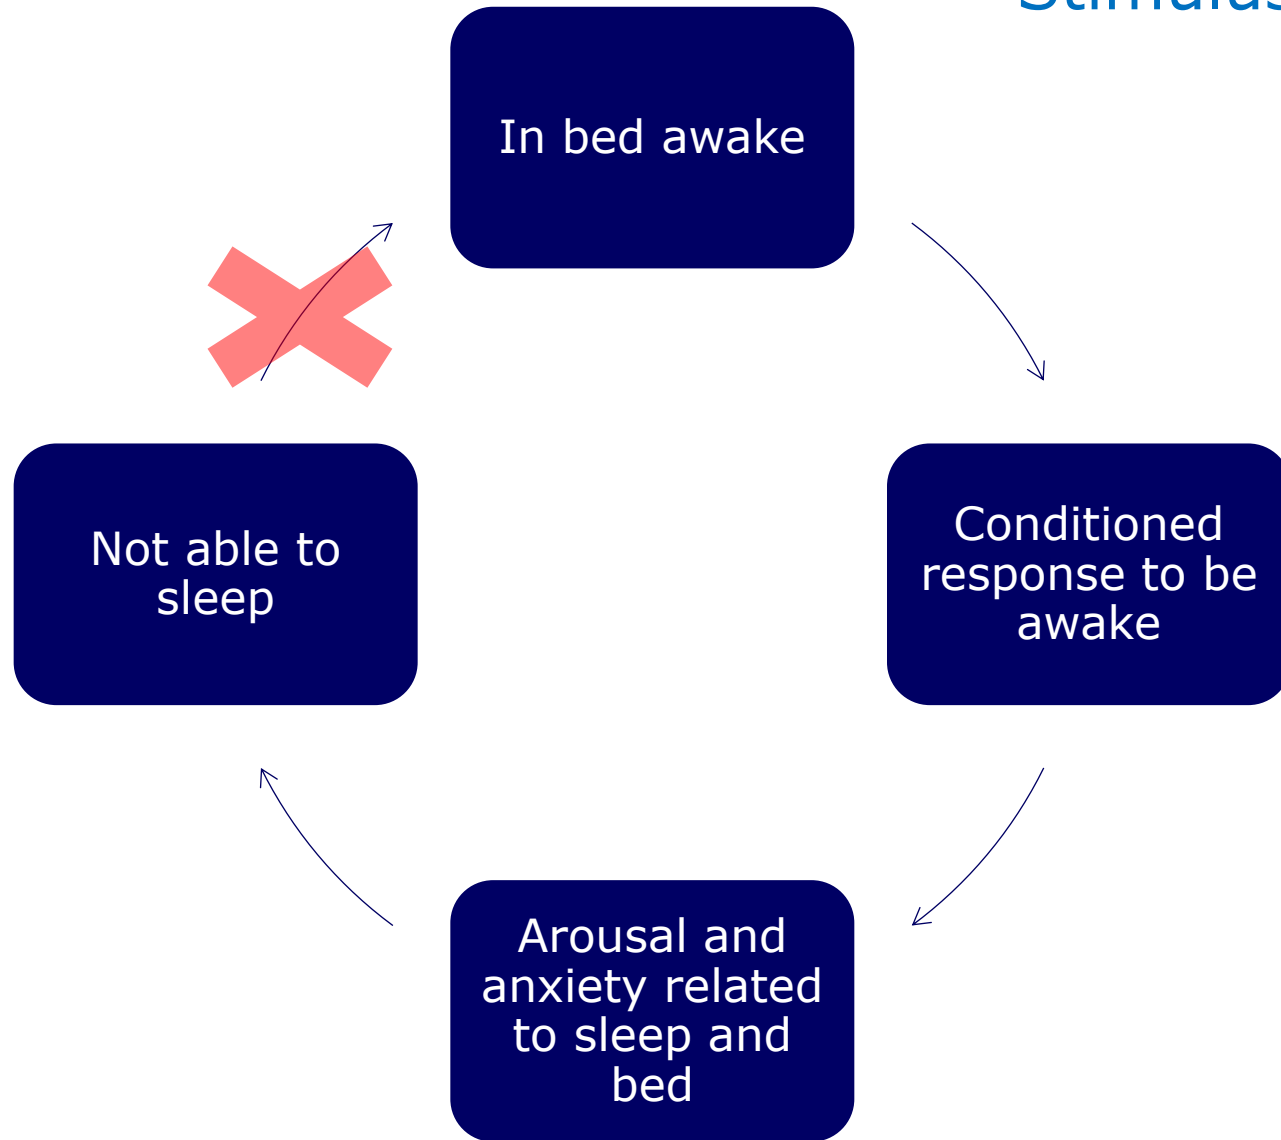 Stimulus
In bed awake
Conditioned
response to be
awake
Arousal and
anxiety related
to sleep and
bed
Not able to
sleep